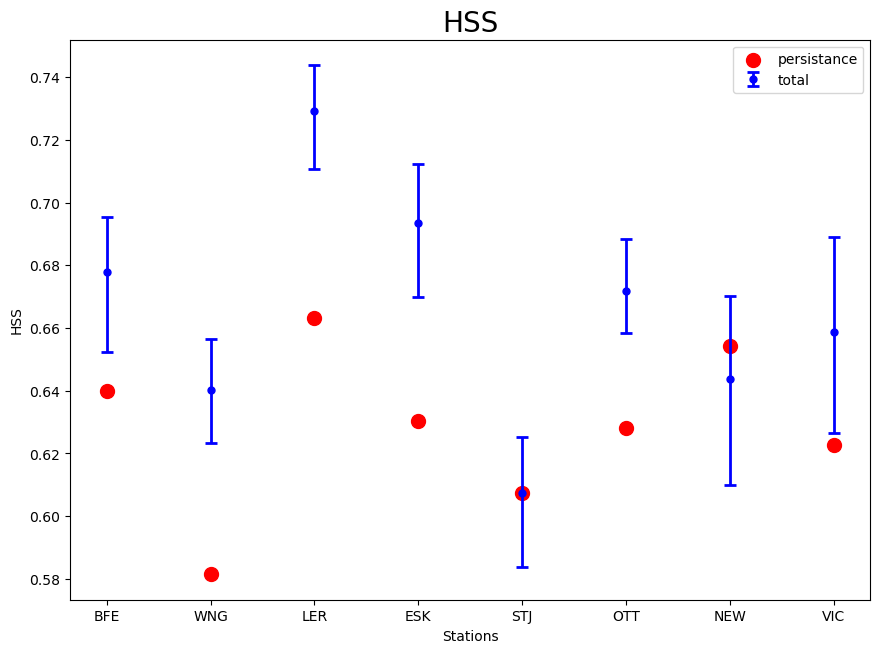 HSS
persistance
total
0.74
0.72
0.70
0.68
0.66
0.64
0.62
0.60
0.58
HSS
BFE WNG LER ESK STJ OTT NEW VIC
Stations